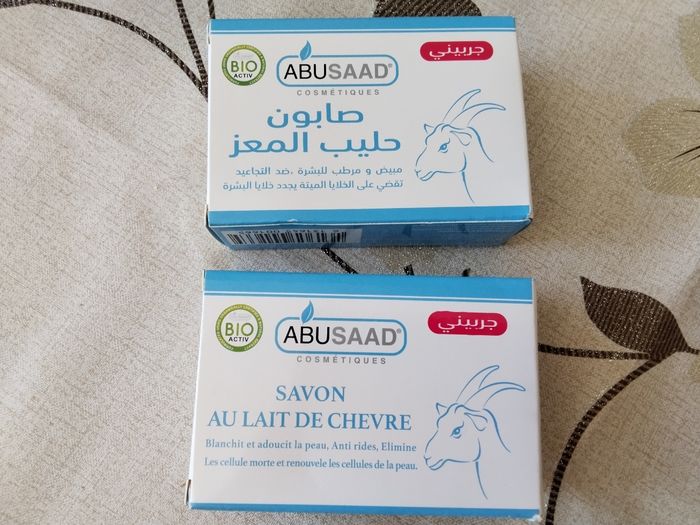 BIO
ACTIV
ABUSAAD®
COSMÉTIQUES
جربيني
صابون
حليب المعز
مبيض و مرطب للبشرة ،ضد التجاعيد
تقضي على الخلايا الميتة يجدد خلايا البشرة
BIO
ACTIV
ABUSAAD®
COSMÉTIQUES
جربيني
SAVON
AU LAIT DE CHEVRE
Blanchit et adoucit la peau, Anti rides, Elimine
Les cellule morte et renouvele les cellules de la peau.